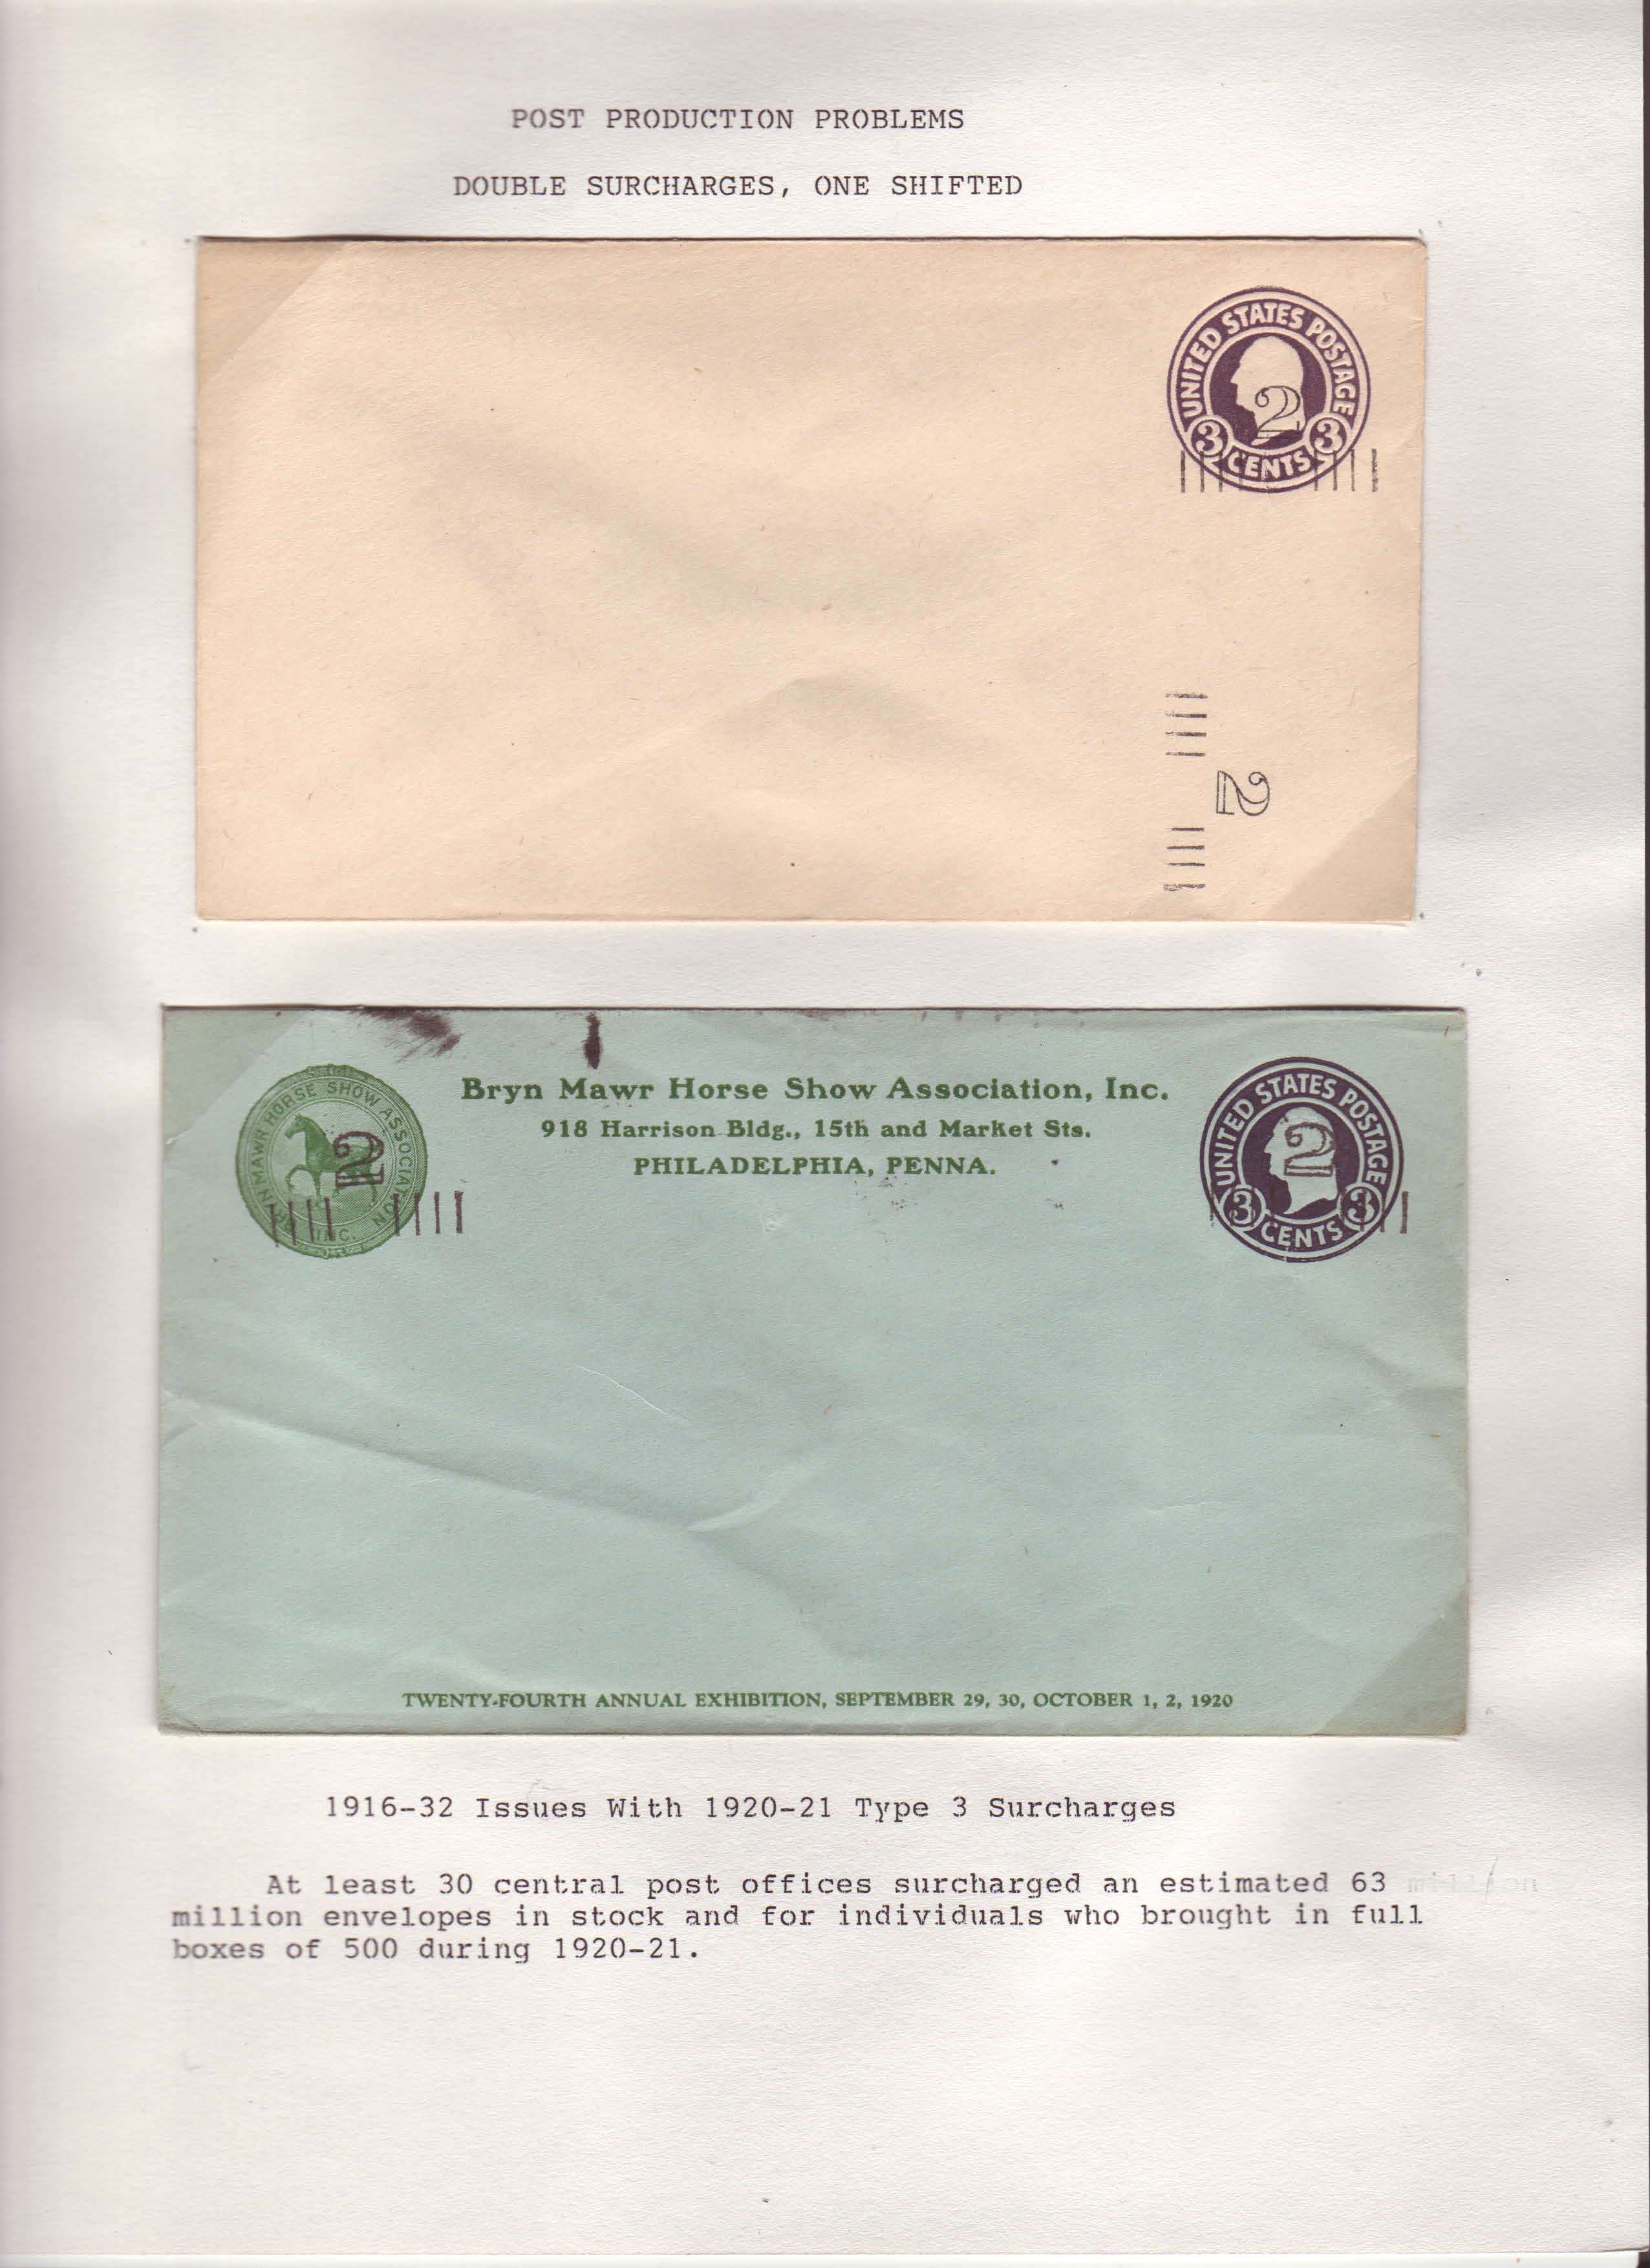 POST PRODUCTION PROBLEMS
DOUBLE SURCHARGES, ONE SHIFTED
UNITED STATES POSTAGE
2
3 3
CENTS
2
HORSE SHOW ASSOCIATION
INC.
2
Bryn Mawr Horse Show Association, Inc.
918 Harrison Bldg., 15th and Market Sts.
PHILADELPHIA, PENNA.
UNITED STATES POSTAGE
2
3 3
CENTS
TWENTY-FOURTH ANNUAL EXHIBITION, SEPTEMBER 29, 30, OCTOBER 1, 2, 1920
1916-32 Issues With 1920-21 Type 3 Surcharges
At least 30 central post offices surcharged an estimated 63
million envelopes in stock and for individuals who brought in full
boxes of 500 during 1920-21.